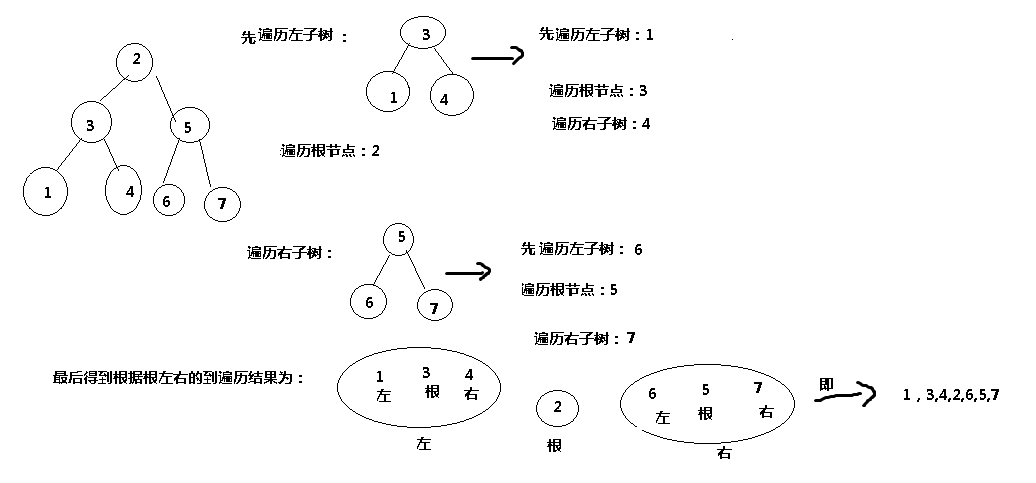 2
3
5
1
4
6
7
先遍历左子树：
3
1
4
先遍历左子树：1
遍历根节点：3
遍历右子树：4
遍历根节点：2
遍历右子树：
5
6
7
先遍历左子树： 6
遍历根节点：5
遍历右子树：7
最后得到根据根左右的到遍历结果为：
1 3 4
左 根 右
左
2
根
6 5 7
左 根 右
右
即
1，3,4,2,6,5,7